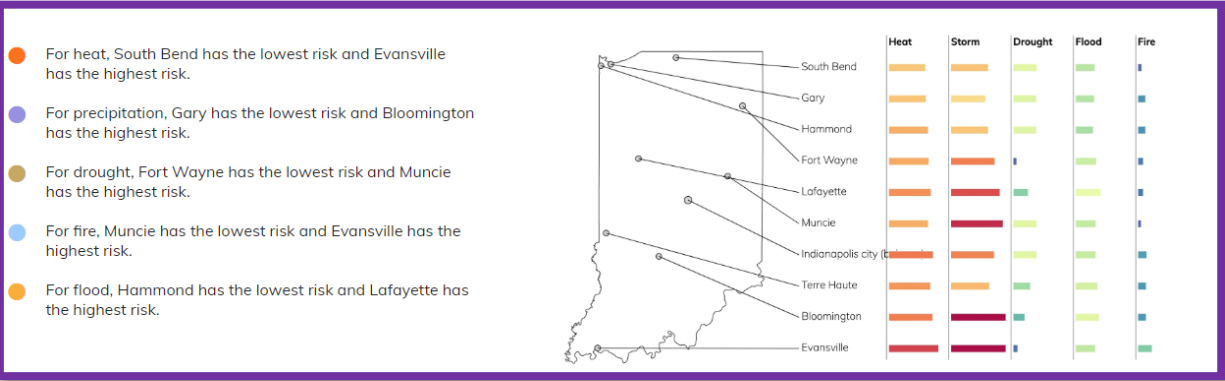 For heat, South Bend has the lowest risk and Evansville
has the highest risk.
For precipitation, Gary has the lowest risk and Bloomington
has the highest risk.
For drought, Fort Wayne has the lowest risk and Muncie
has the highest risk.
For fire, Muncie has the lowest risk and Evansville has the
highest risk.
For flood, Hammond has the lowest risk and Lafayette has
the highest risk.
Heat Storm Drought Flood Fire
South Bend
Gary
Hammond
Fort Wayne
Lafayette
Muncie
Indianapolis city
Terre Haute
Bloomington
Evansville